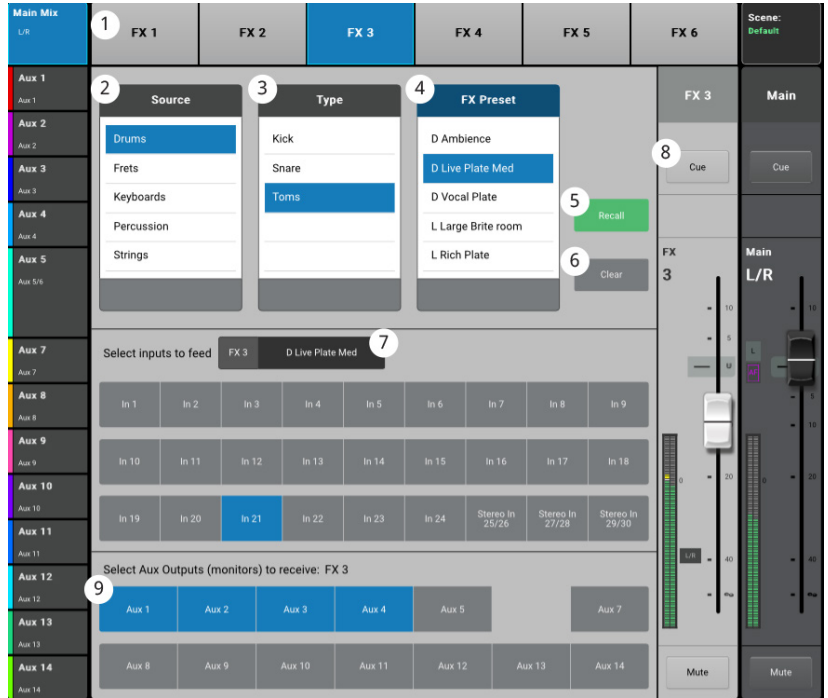 Main Mix
L/R
1
FX 1
FX 2
FX 3
FX 4
FX 5
FX 6
Scene:
Default
Aux 1
Aux 1
Aux 2
Aux 2
Aux 3
Aux 3
Aux 4
Aux 4
Aux 5
Aux 5/6
Aux 7
Aux 7
Aux 8
Aux 8
Aux 9
Aux 9
Aux 10
Aux 10
Aux 11
Aux 11
Aux 12
Aux 12
Aux 13
Aux 13
Aux 14
Aux 14
2
Source
Drums
Frets
Keyboards
Percussion
Strings
3
Type
Kick
Snare
Toms
4
FX Preset
D Ambience
D Live Plate Med
D Vocal Plate
L Large Brite room
L Rich Plate
5
Recall
6
Clear
Select inputs to feed
FX 3
D Live Plate Med
7
In 1
In 2
In 3
In 4
In 5
In 6
In 7
In 8
In 9
In 10
In 11
In 12
In 13
In 14
In 15
In 16
In 17
In 18
In 19
In 20
In 21
In 22
In 23
In 24
Stereo In
25/26
Stereo In
27/28
Stereo In
29/30
Select Aux Outputs (monitors) to receive: FX 3
9
Aux 1
Aux 2
Aux 3
Aux 4
Aux 5
Aux 7
Aux 8
Aux 9
Aux 10
Aux 11
Aux 12
Aux 13
Aux 14
FX 3
8
Cue
FX
3
10
5
U
0
20
L/R
40
∞
Mute
Main
Cue
Main
L/R
10
L
5
10
0
20
40
∞
Mute